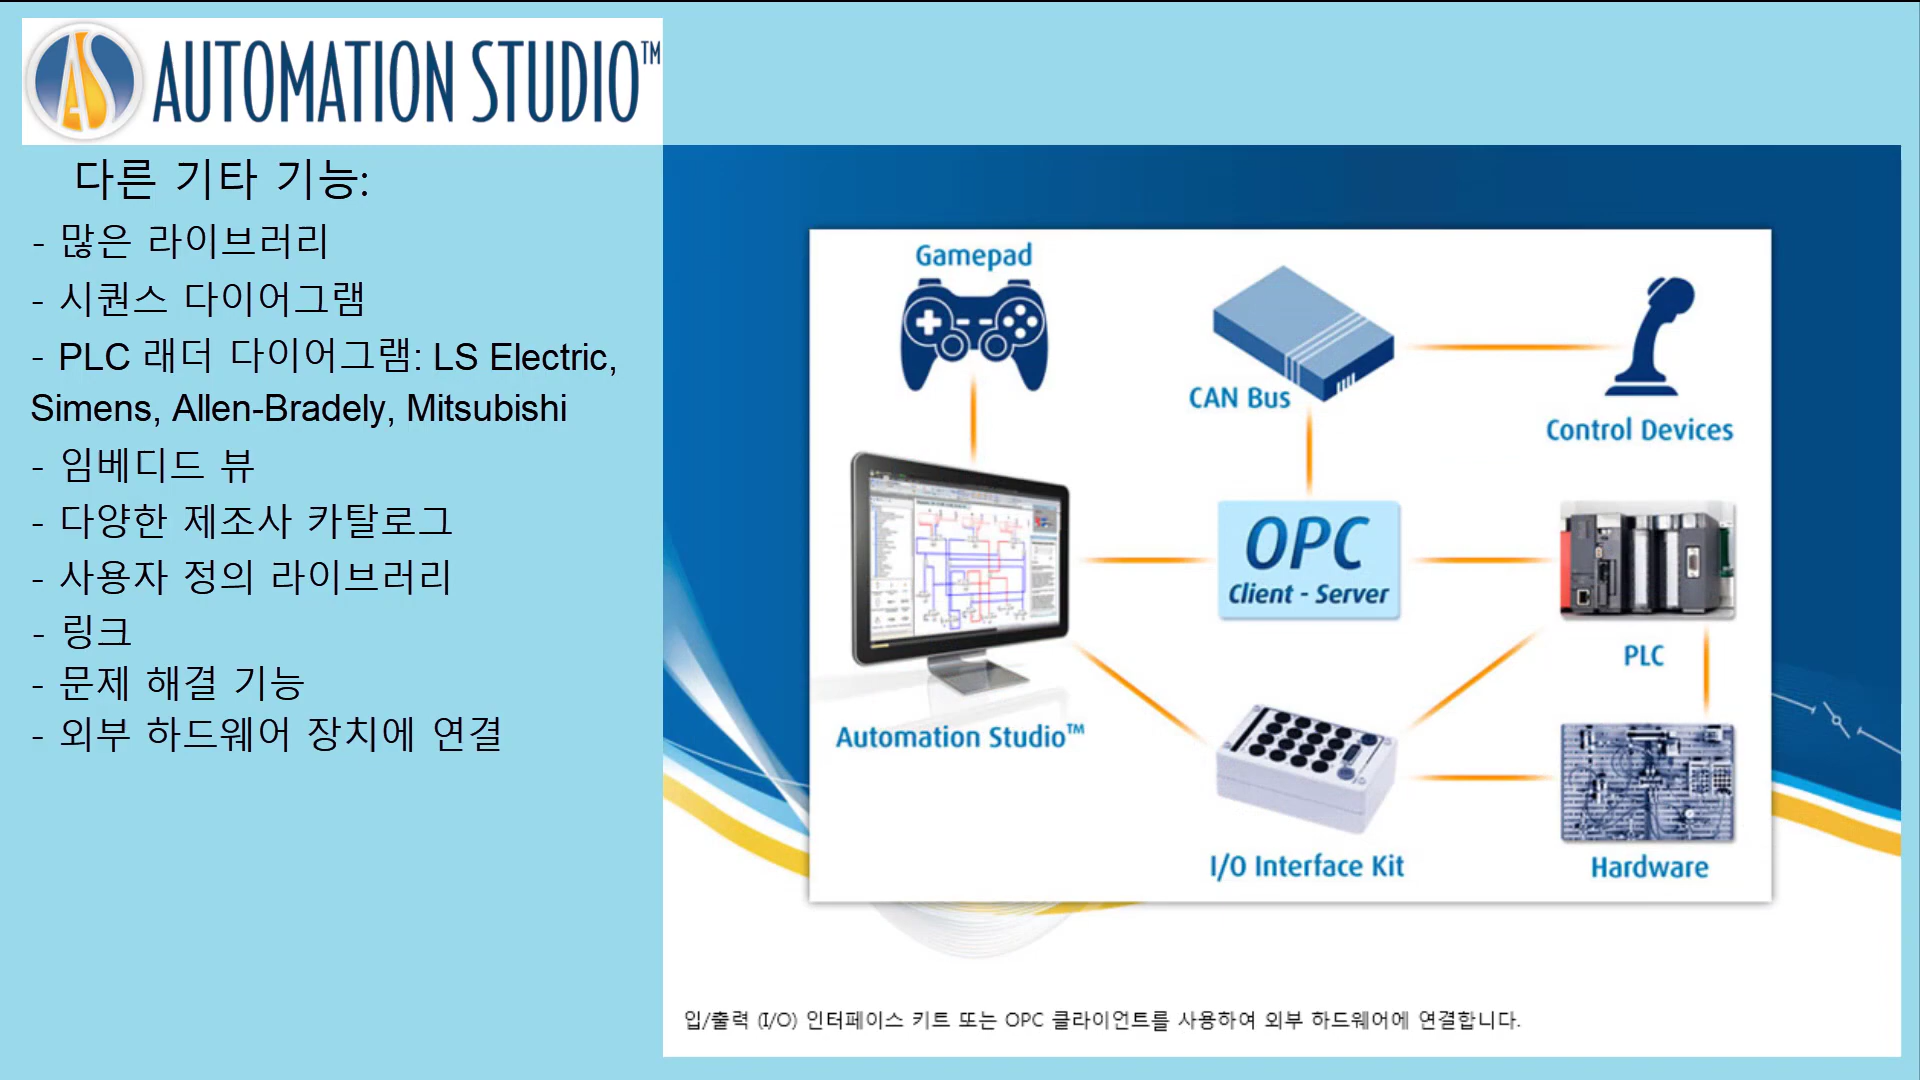 AUTOMATION STUDIO™
다른 기타 기능:
- 많은 라이브러리
- 시퀀스 다이어그램
- PLC 래더 다이어그램: LS Electric,
Simens, Allen-Bradely, Mitsubishi
- 임베디드 뷰
- 다양한 제조사 카탈로그
- 사용자 정의 라이브러리
- 링크
- 문제 해결 기능
- 외부 하드웨어 장치에 연결
Gamepad
CAN Bus
Control Devices
OPC
Client - Server
PLC
Automation Studio™
I/O Interface Kit
Hardware
입/출력 (I/O) 인터페이스 키트 또는 OPC 클라이언트를 사용하여 외부 하드웨어에 연결합니다.